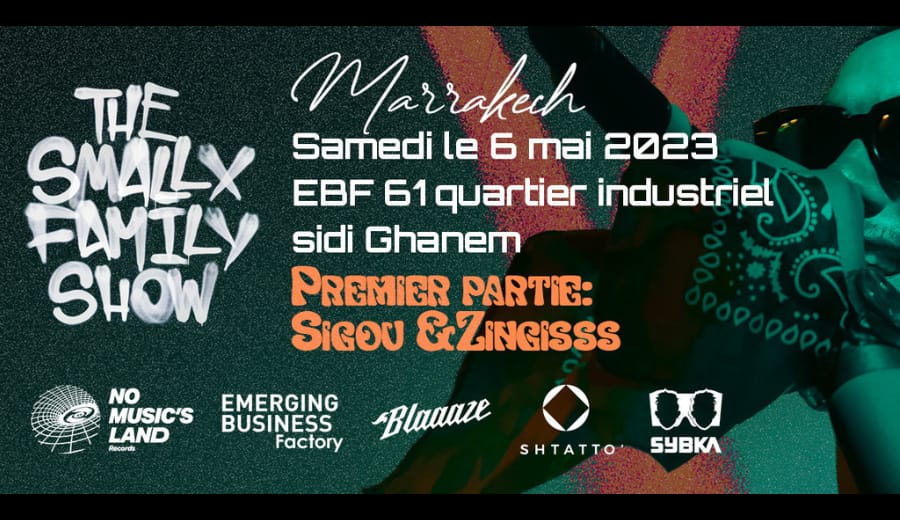 THE
SMALLX
FAMILY
SHOW
Marrakech
Samedi le 6 mai 2023
EBF 61 quartier industriel
sidi Ghanem
PREMIER PARTIE:
SIGOU & ZINGISSS
NO
MUSIC'S
LAND
Records
EMERGING
BUSINESS
Factory
Blaaaze
SHTATTO'
SYBKA